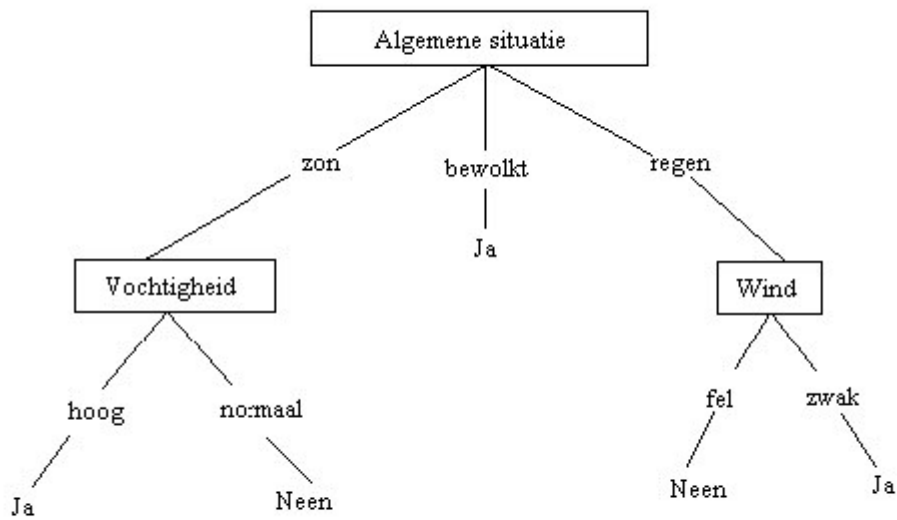 Algemene situatie
zon
bewolkt
regen
Ja
Vochtigheid
Wind
hoog
normaal
fel
zwak
Ja
Neen
Neen
Ja